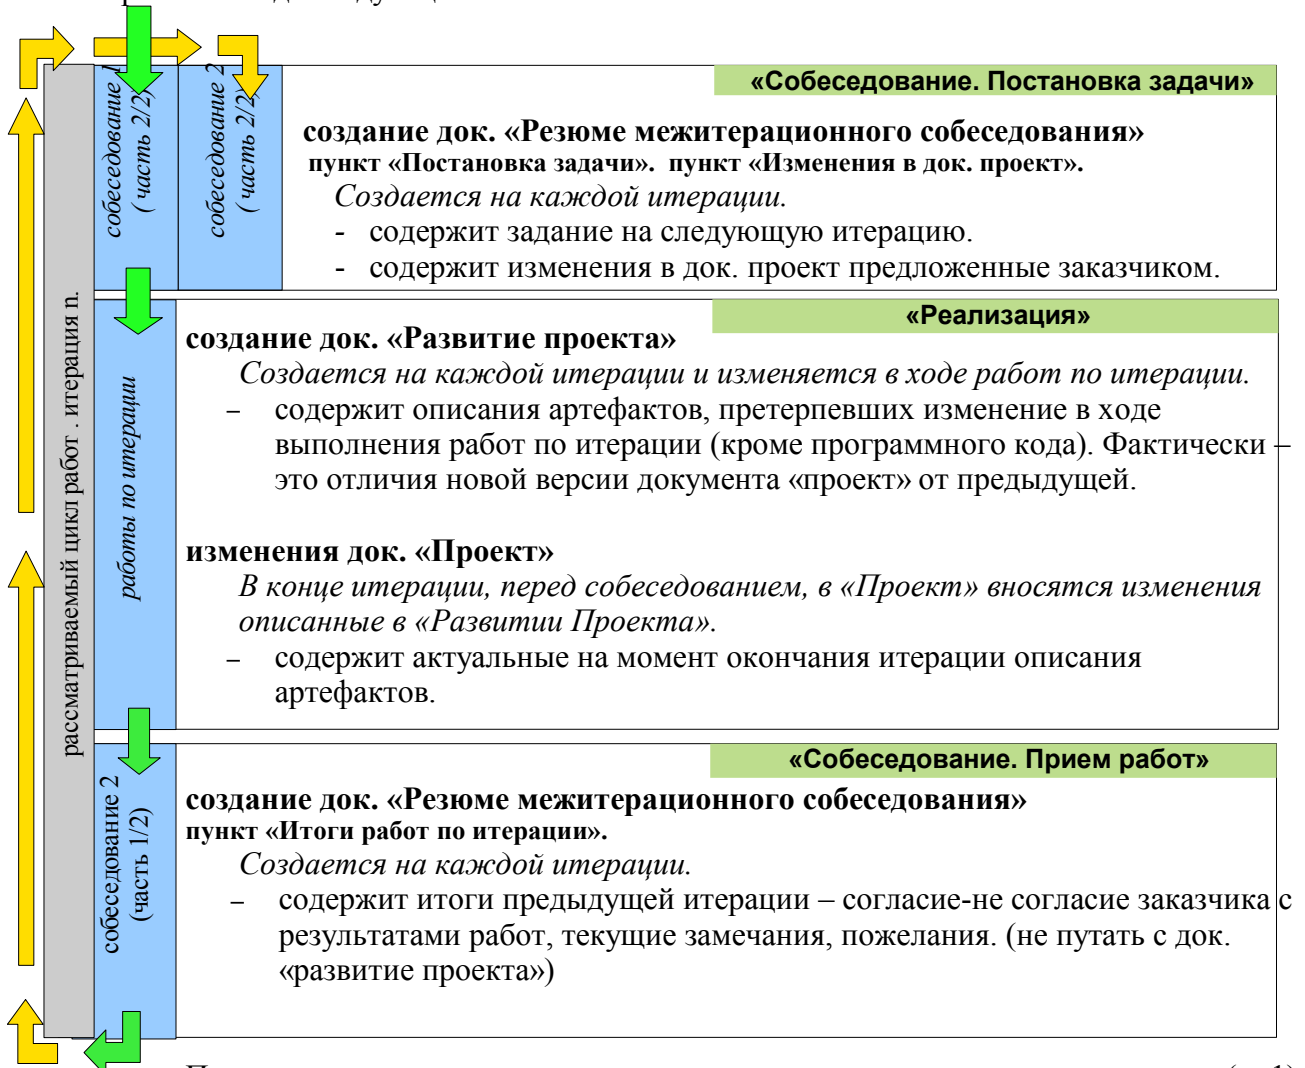 рассматриваемый цикл работ . итерация n.
собеседование 1
( часть 2/2)
собеседование 2
( часть 2/2)
«Собеседование. Постановка задачи»
создание док. «Резюме межитерационного собеседования»
пункт «Постановка задачи». пункт «Изменения в док. проект».
Создается на каждой итерации.
- содержит задание на следующую итерацию.
- содержит изменения в док. проект предложенные заказчиком.
работы по итерации
«Реализация»
создание док. «Развитие проекта»
Создается на каждой итерации и изменяется в ходе работ по итерации.
– содержит описания артефактов, претерпевших изменение в ходе
выполнения работ по итерации (кроме программного кода). Фактически –
это отличия новой версии документа «проект» от предыдущей.
изменения док. «Проект»
В конце итерации, перед собеседованием, в «Проект» вносятся изменения
описанные в «Развитии Проекта».
– содержит актуальные на момент окончания итерации описания
артефактов.
собеседование 2
(часть 1/2)
«Собеседование. Прием работ»
создание док. «Резюме межитерационного собеседования»
пункт «Итоги работ по итерации».
Создается на каждой итерации.
– содержит итоги предыдущей итерации – согласие-не согласие заказчика с
результатами работ, текущие замечания, пожелания. (не путать с док.
«развитие проекта»)